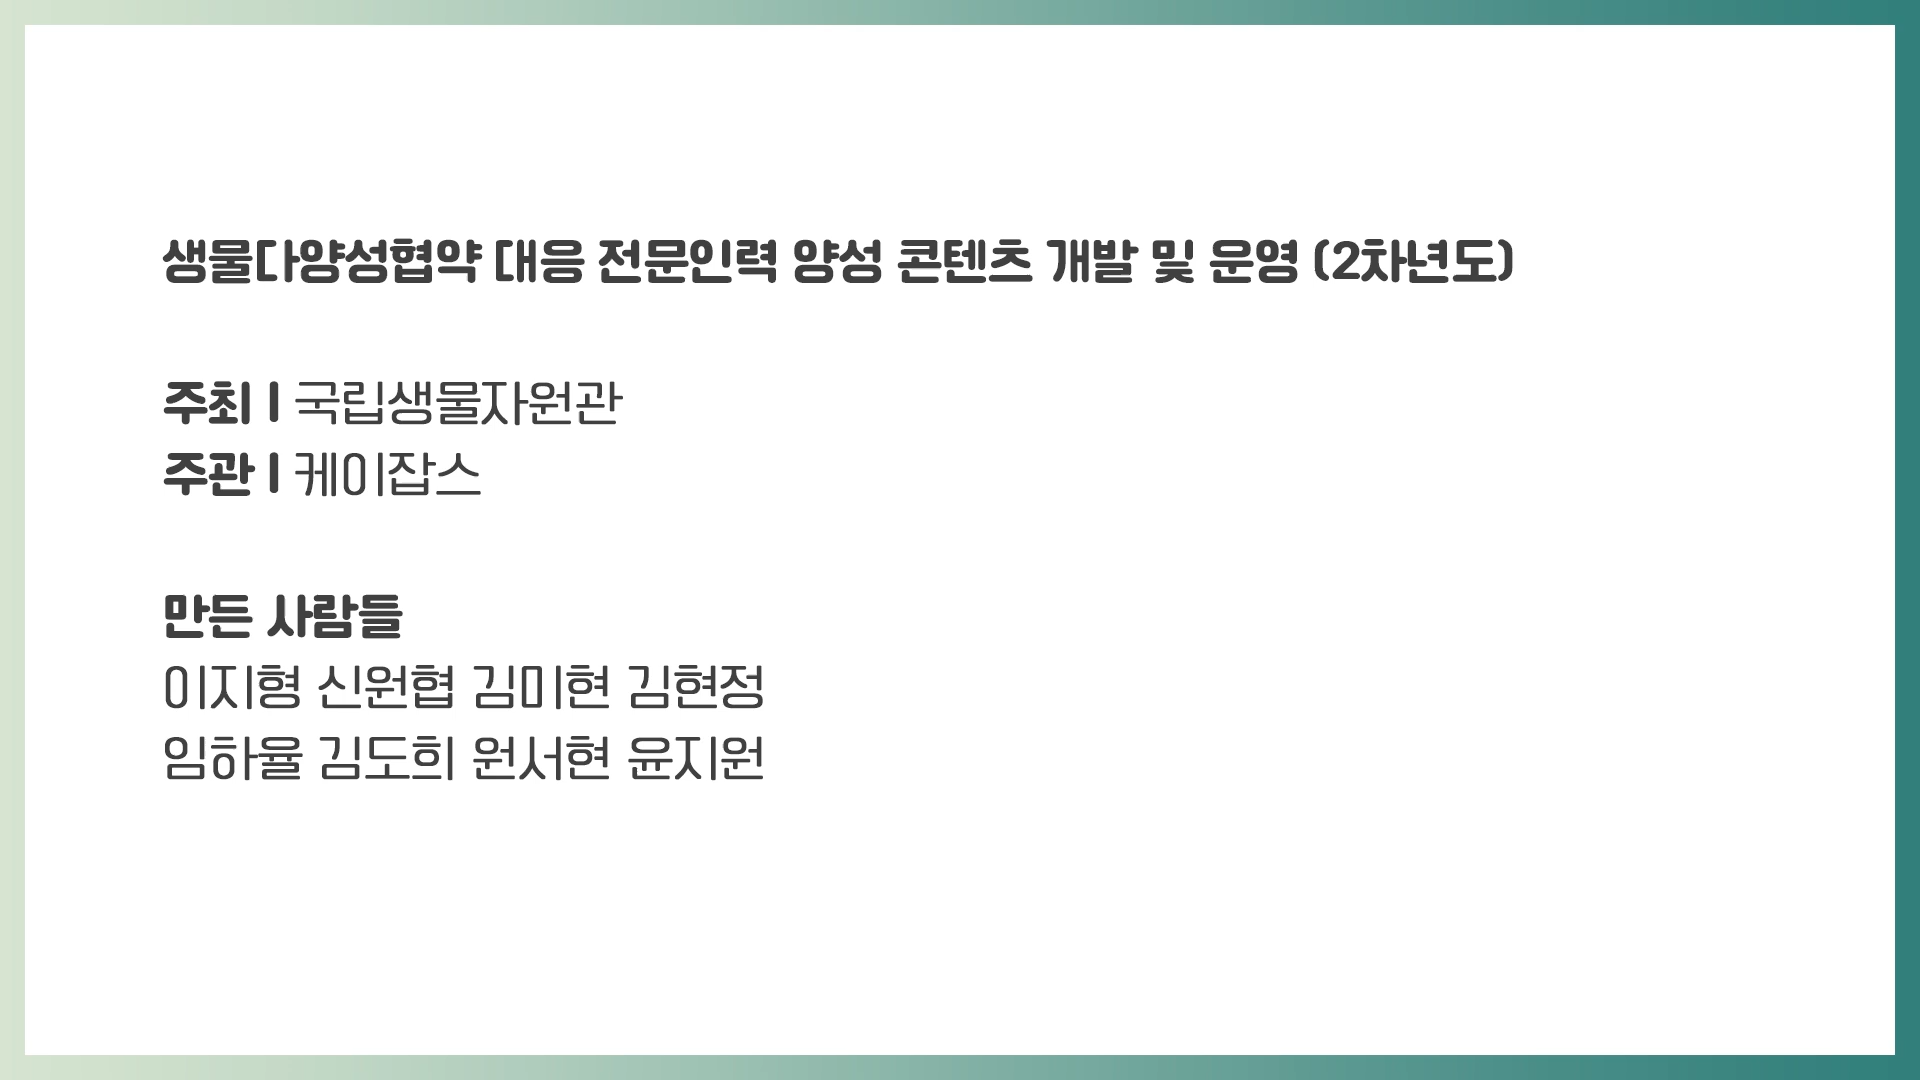 생물다양성협약 대응 전문인력 양성 콘텐츠 개발 및 운영 (2차년도)
주최 | 국립생물자원관
주관 | 케이잡스
만든 사람들
이지형 신원협 김미현 김현정
임하율 김도희 원서현 윤지원